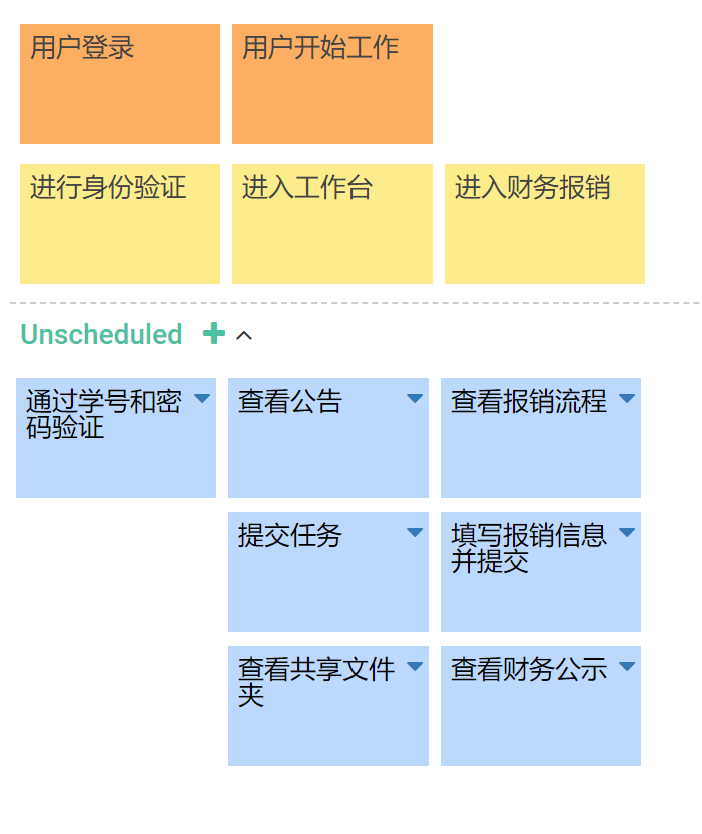 用户登录
用户开始工作
进行身份验证
进入工作台
进入财务报销
Unscheduled
通过学号和密
码验证
查看公告
查看报销流程
提交任务
填写报销信息
并提交
查看共享文件
夹
查看财务公示